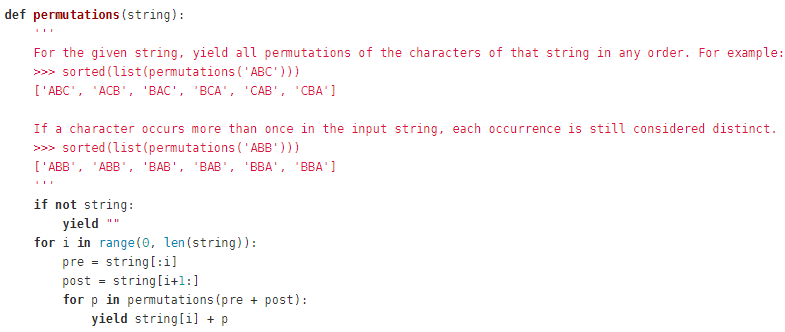 def permutations(string):
    '''
    For the given string, yield all permutations of the characters of that string in any order. For example:
    >>> sorted(list(permutations('ABC')))
    ['ABC', 'ACB', 'BAC', 'BCA', 'CAB', 'CBA']

    If a character occurs more than once in the input string, each occurrence is still considered distinct.
    >>> sorted(list(permutations('ABB')))
    ['ABB', 'ABB', 'BAB', 'BAB', 'BBA', 'BBA']
    '''
    if not string:
        yield ""
    for i in range(0, len(string)):
        pre = string[:i]
        post = string[i+1:]
        for p in permutations(pre + post):
            yield string[i] + p